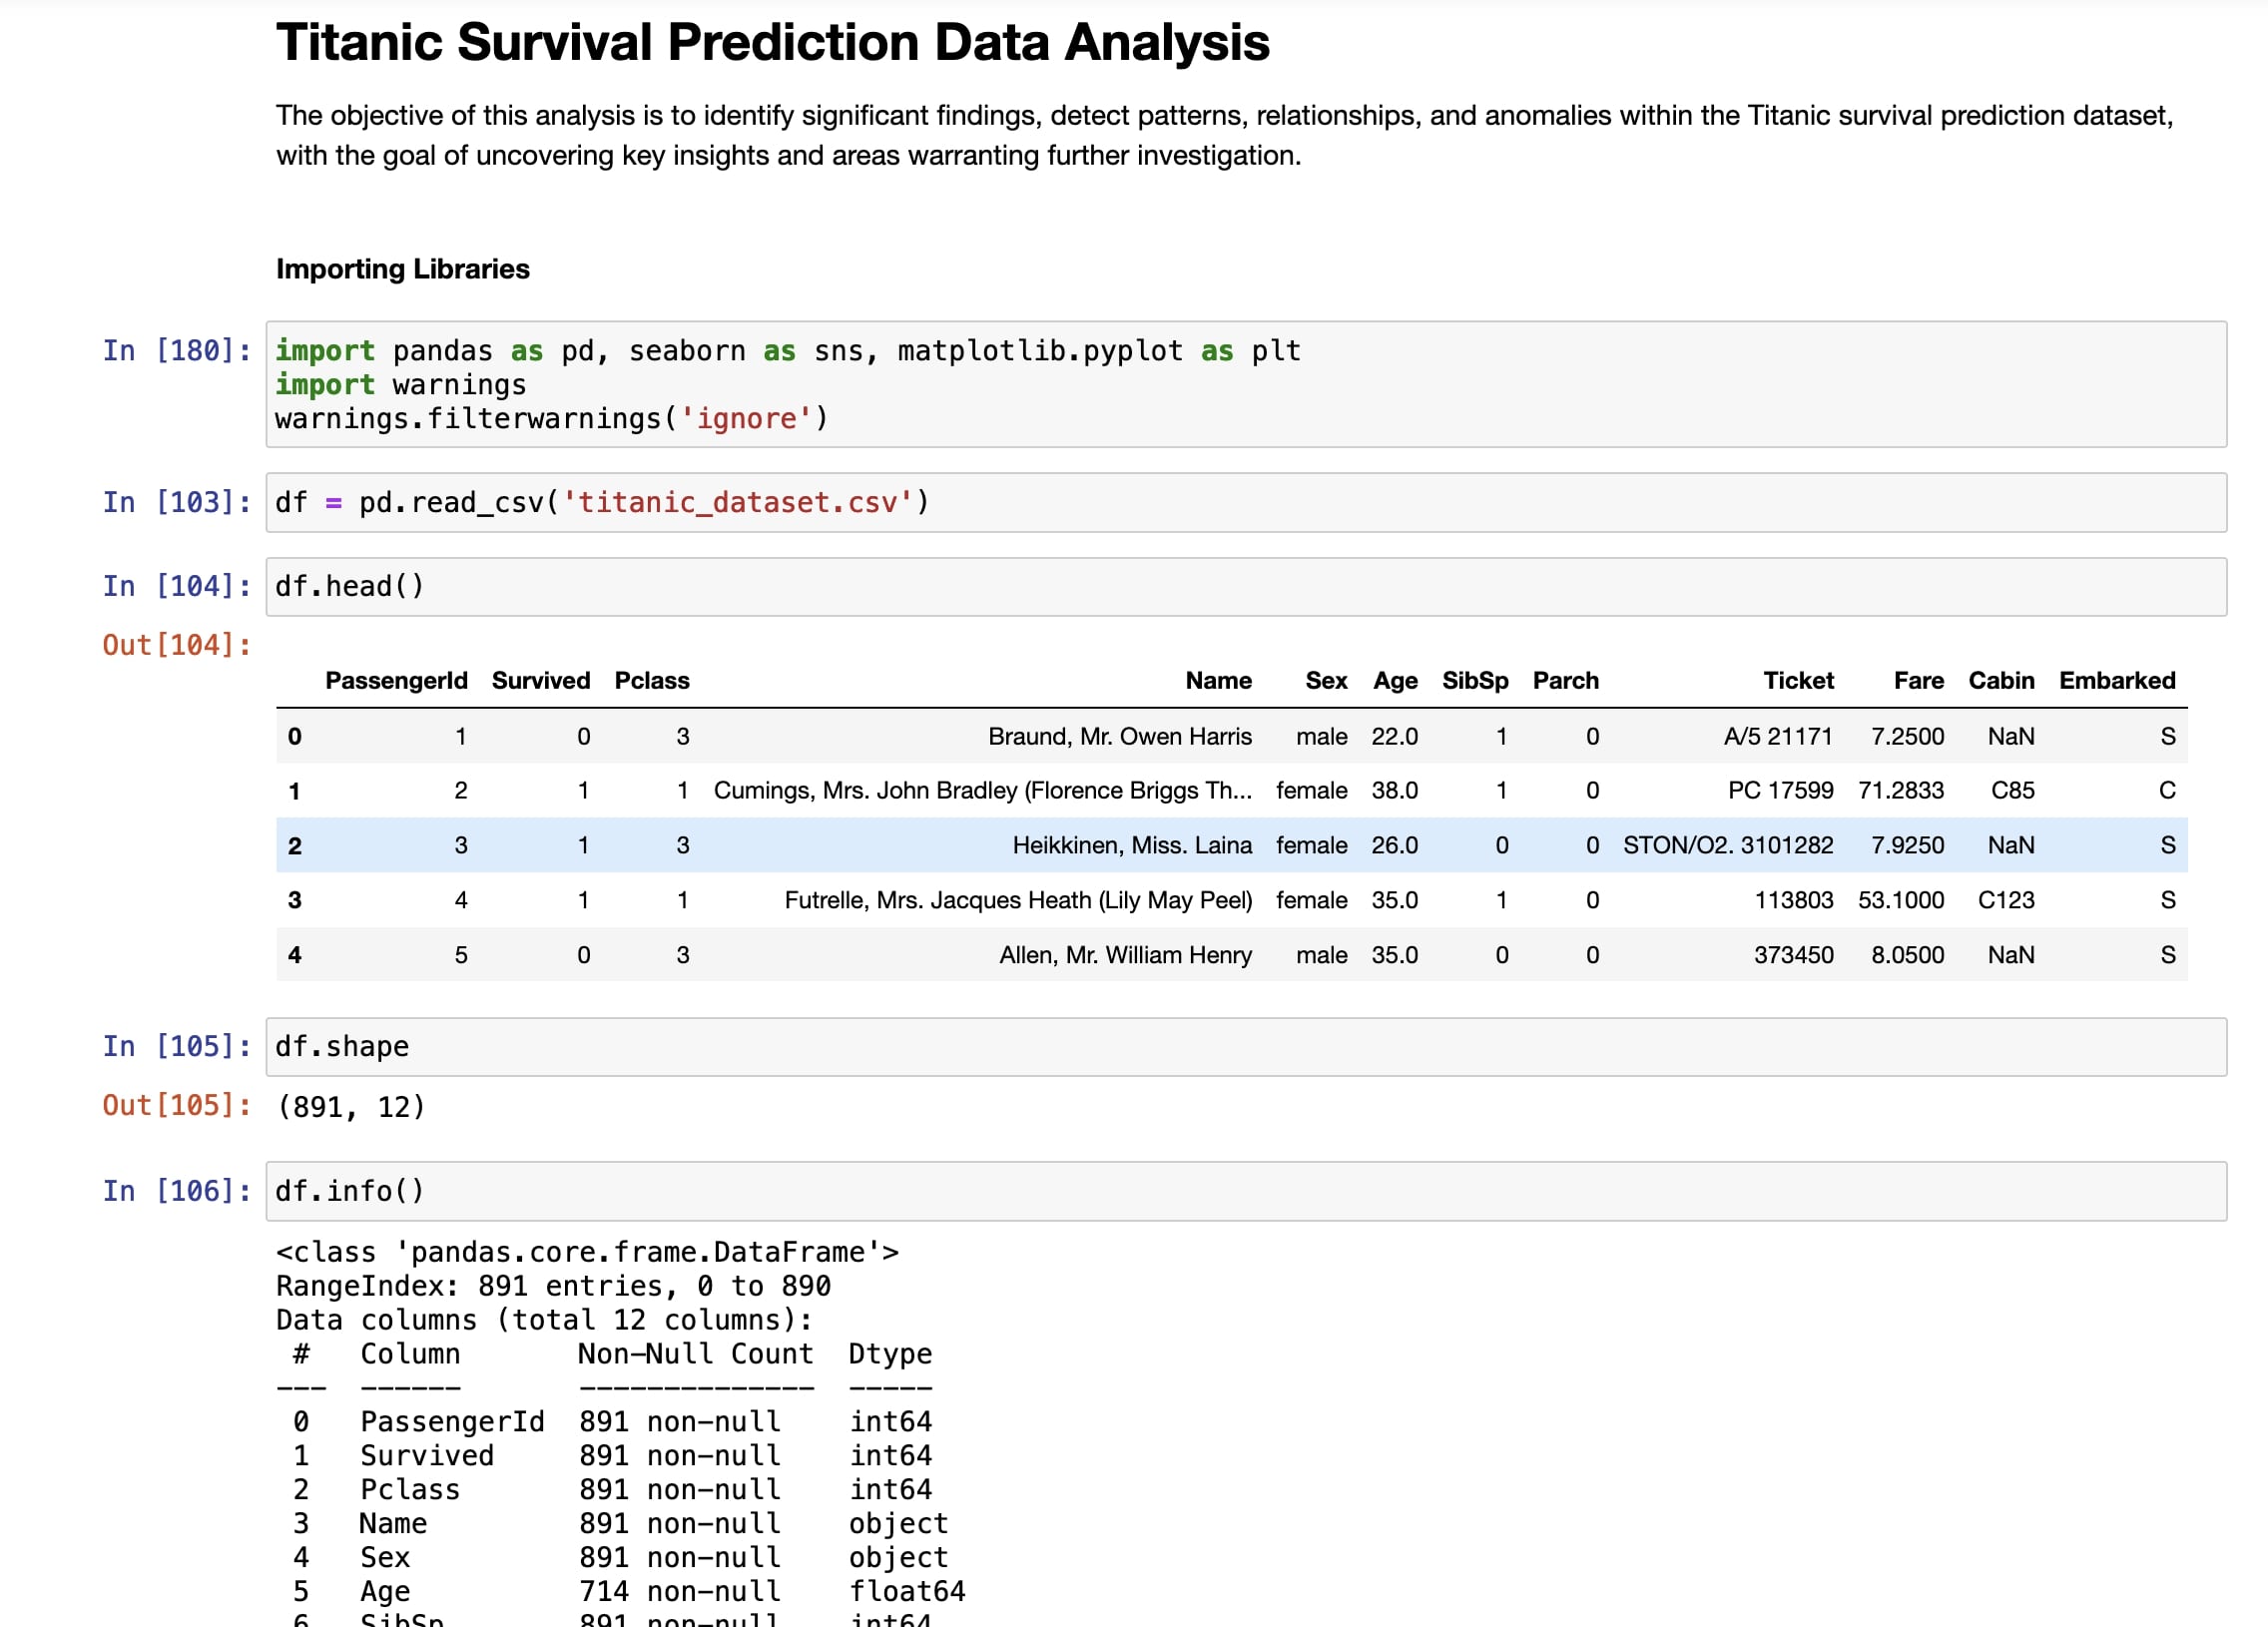 Titanic Survival Prediction Data Analysis
The objective of this analysis is to identify significant findings, detect patterns, relationships, and anomalies within the Titanic survival prediction dataset,
with the goal of uncovering key insights and areas warranting further investigation.
Importing Libraries
In [180]: import pandas as pd, seaborn as sns, matplotlib.pyplot as plt
import warnings
warnings.filterwarnings('ignore')
In [103]: df = pd.read_csv('titanic_dataset.csv')
In [104]: df.head()
Out[104]:
PassengerId Survived Pclass Name Sex Age SibSp Parch Ticket Fare Cabin Embarked
0 1 0 3 Braund, Mr. Owen Harris male 22.0 1 0 A/5 21171 7.2500 NaN S
1 2 1 1 Cumings, Mrs. John Bradley (Florence Briggs Th... female 38.0 1 0 PC 17599 71.2833 C85 C
2 3 1 3 Heikkinen, Miss. Laina female 26.0 0 0 STON/O2. 3101282 7.9250 NaN S
3 4 1 1 Futrelle, Mrs. Jacques Heath (Lily May Peel) female 35.0 1 0 113803 53.1000 C123 S
4 5 0 3 Allen, Mr. William Henry male 35.0 0 0 373450 8.0500 NaN S
In [105]: df.shape
Out[105]: (891, 12)
In [106]: df.info()
<class 'pandas.core.frame.DataFrame'>
RangeIndex: 891 entries, 0 to 890
Data columns (total 12 columns):
# Column Non-Null Count Dtype
--- ------ -------------- -----
0 PassengerId 891 non-null int64
1 Survived 891 non-null int64
2 Pclass 891 non-null int64
3 Name 891 non-null object
4 Sex 891 non-null object
5 Age 714 non-null float64
6 SibSp 891 non-null int64